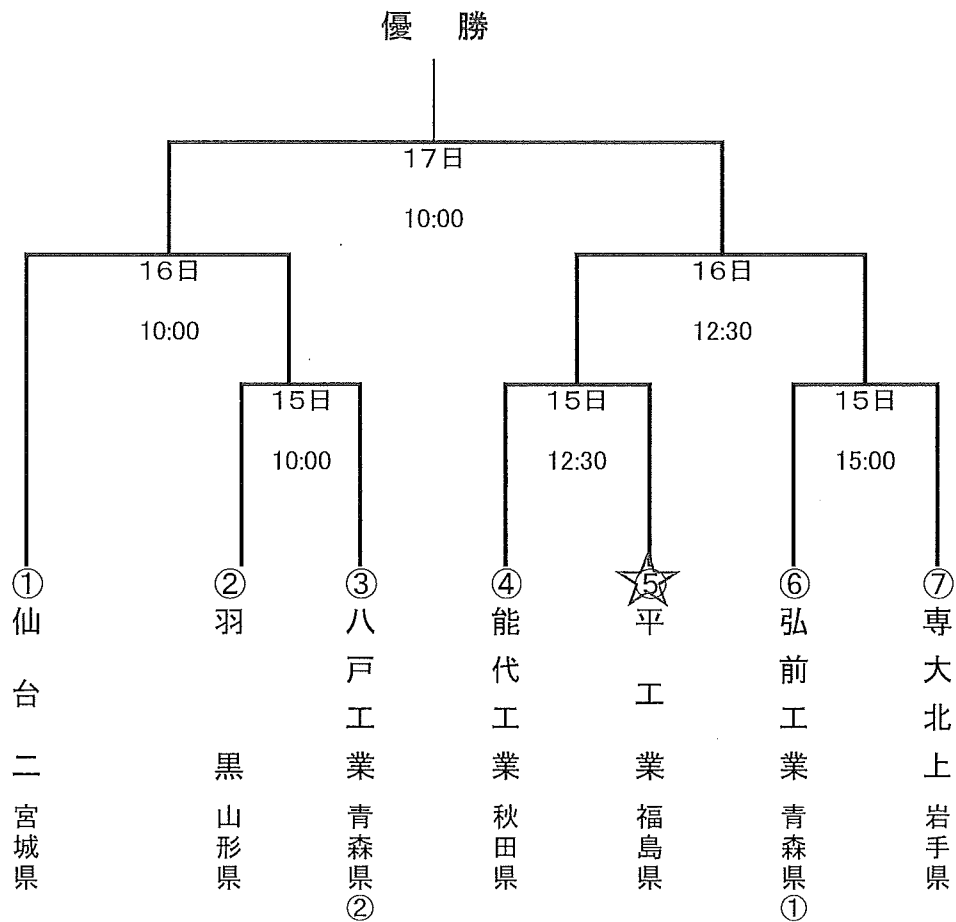 優勝
17日
10:00
16日
10:00
16日
12:30
15日
10:00
15日
12:30
15日
15:00
①
仙台二
宮城県
②
羽黒
山形県
③
八戸工業
青森県②
④
能代工業
秋田県
⑤
平工業
福島県
⑥
弘前工業
青森県①
⑦
専大北上
岩手県